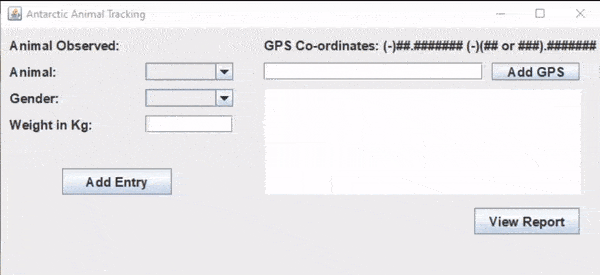 Antarctic Animal Tracking
Animal Observed:
GPS Co-ordinates: (-)##.####### (-)(## or ###).#######
Animal:
Add GPS
Gender:
Weight in Kg:
Add Entry
View Report